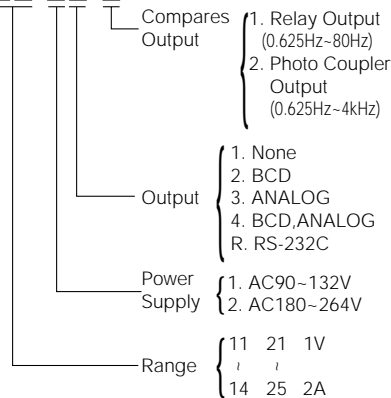 Compares
Output
1. Relay Output
(0.625Hz~80Hz)
2. Photo Coupler
Output
(0.625Hz~4kHz)
Output
1. None
2. BCD
3. ANALOG
4. BCD,ANALOG
R. RS-232C
Power
Supply
1. AC90~132V
2. AC180~264V
Range
11 21 1V
~ ~
14 25 2A